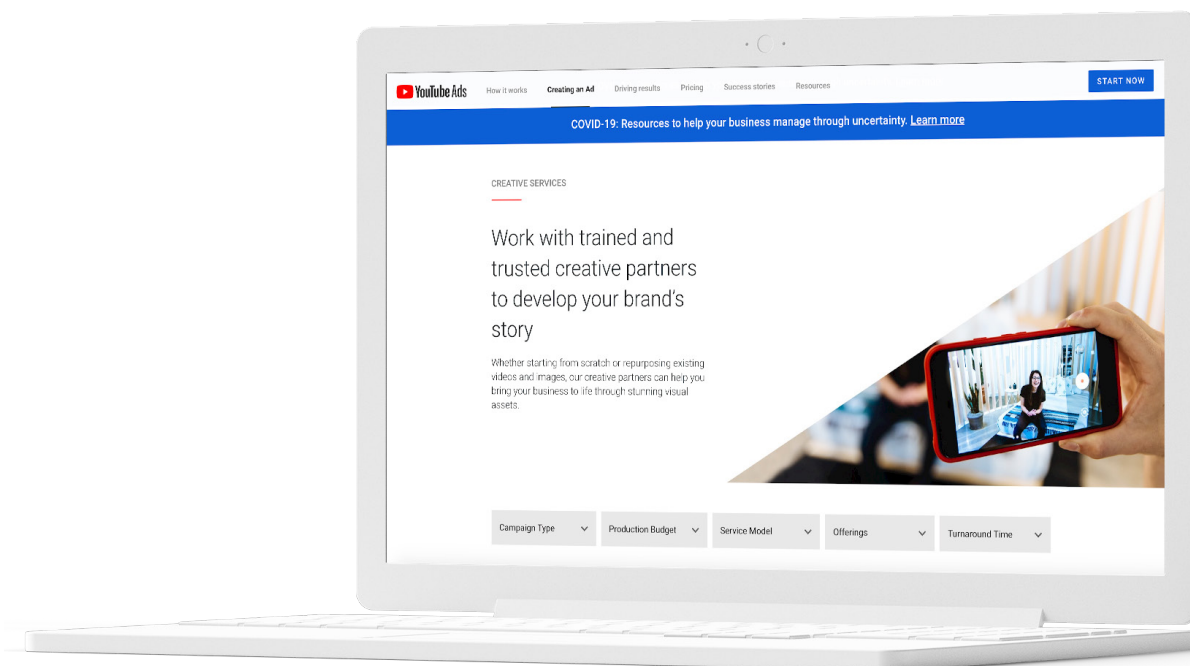 YouTube Ads
How it works Creating an Ad Driving results Pricing Success stories Resources
START NOW
COVID-19: Resources to help your business manage through uncertainty. Learn more
CREATIVE SERVICES
Work with trained and
trusted creative partners
to develop your brand's
story
Whether starting from scratch or repurposing existing
videos and images, our creative partners can help you
bring your business to life through stunning visual
assets.
Campaign Type Production Budget Service Model Offerings Turnaround Time